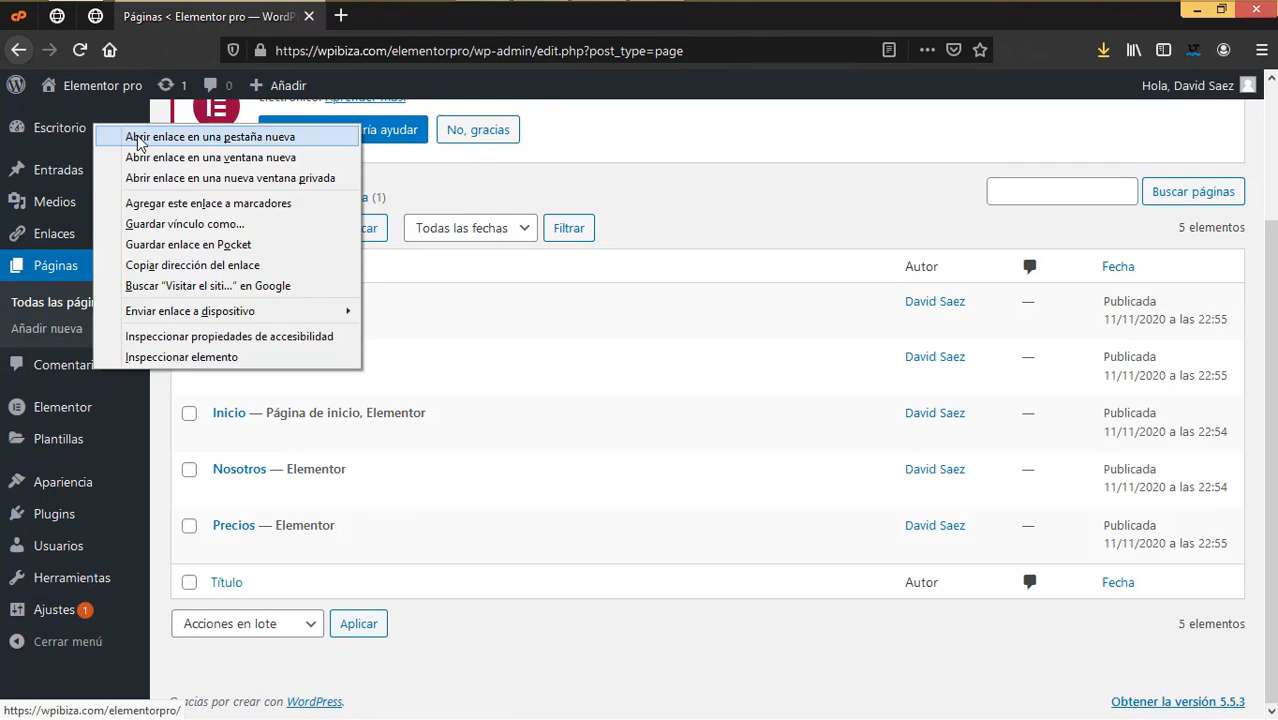 Páginas < Elementor pro — WordP
https://wpibiza.com/elementorpro/wp-admin/edit.php?post_type=page
Elementor pro 1 0 Añadir Hola, David Saez
ría ayudar No, gracias
Escritorio
Entradas
Medios
Enlaces
Páginas
Todas las pági
Añadir nueva
Comentari
Elementor
Plantillas
Apariencia
Plugins
Usuarios
Herramientas
Ajustes 1
Cerrar menú
Abrir enlace en una pestaña nueva
Abrir enlace en una ventana nueva
Abrir enlace en una nueva ventana privada
Agregar este enlace a marcadores
Guardar vínculo como...
Guardar enlace en Pocket
Copiar dirección del enlace
Buscar “Visitar el siti...” en Google
Enviar enlace a dispositivo
Inspeccionar propiedades de accesibilidad
Inspeccionar elemento
a (1) Buscar páginas
car Todas las fechas Filtrar 5 elementos
Autor Fecha
David Saez — Publicada
11/11/2020 a las 22:55
David Saez — Publicada
11/11/2020 a las 22:55
Inicio — Página de inicio, Elementor David Saez — Publicada
11/11/2020 a las 22:54
Nosotros — Elementor David Saez — Publicada
11/11/2020 a las 22:54
Precios — Elementor David Saez — Publicada
11/11/2020 a las 22:55
Título Autor Fecha
Acciones en lote Aplicar 5 elementos
Gracias por crear con WordPress. Obtener la versión 5.5.3
https://wpibiza.com/elementorpro/